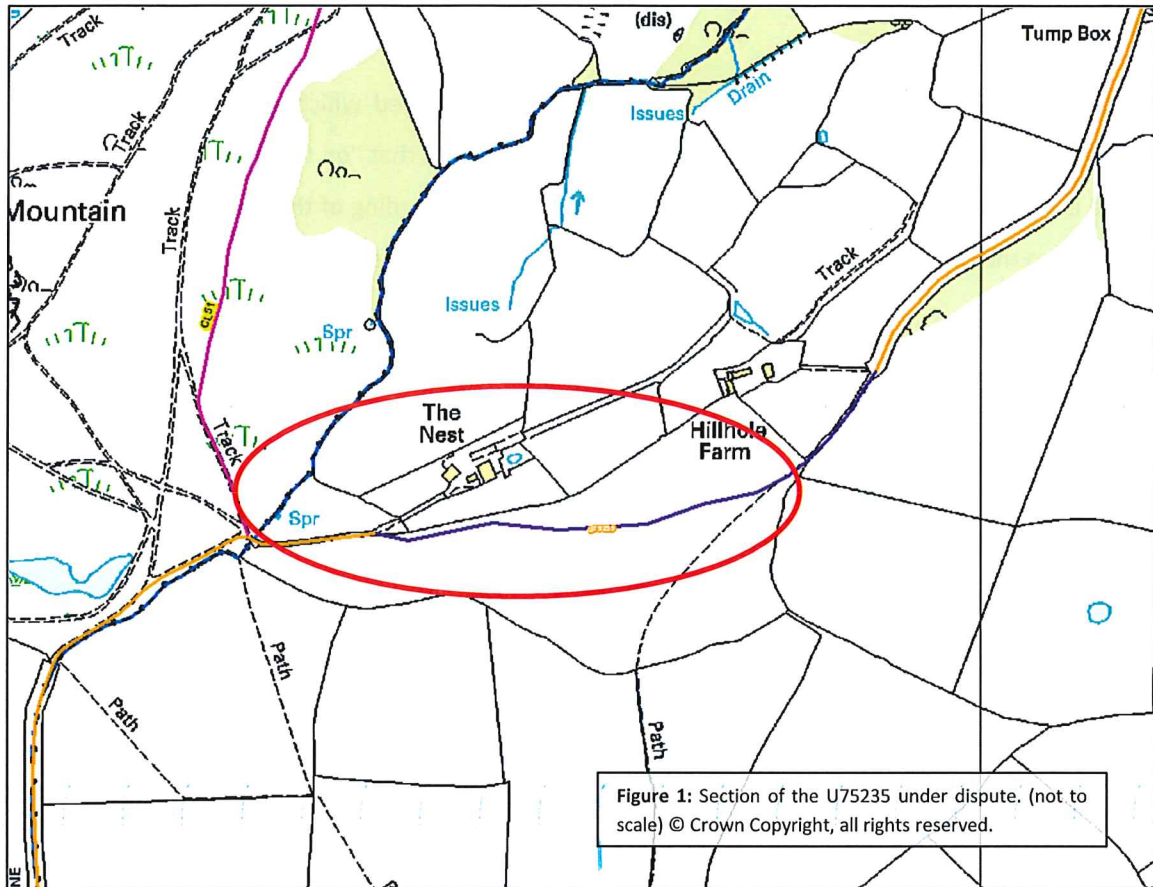 Track
(dis)
Tump Box
Drain
Issues
Track
Mountain
Track
Track
Issues
CL51
Spr
The
Nest
Hillhole
Farm
Track
Spr
Path
Path
Path
Figure 1: Section of the U75235 under dispute. (not to
scale) © Crown Copyright, all rights reserved.
NE